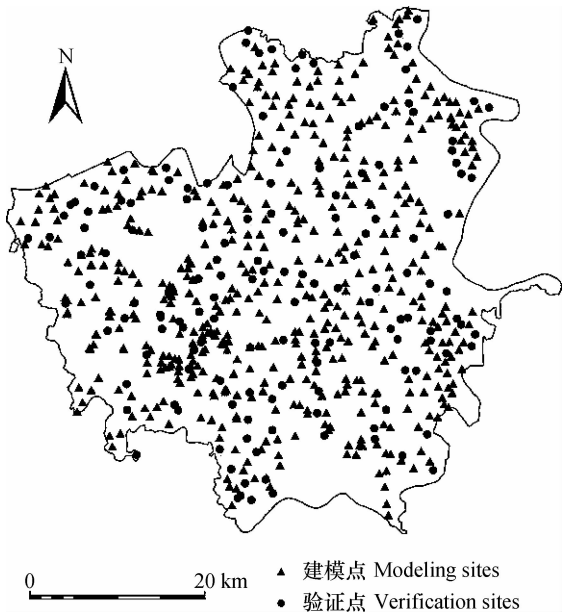 N
建模点 Modeling sites
0 20 km
验证点 Verification sites